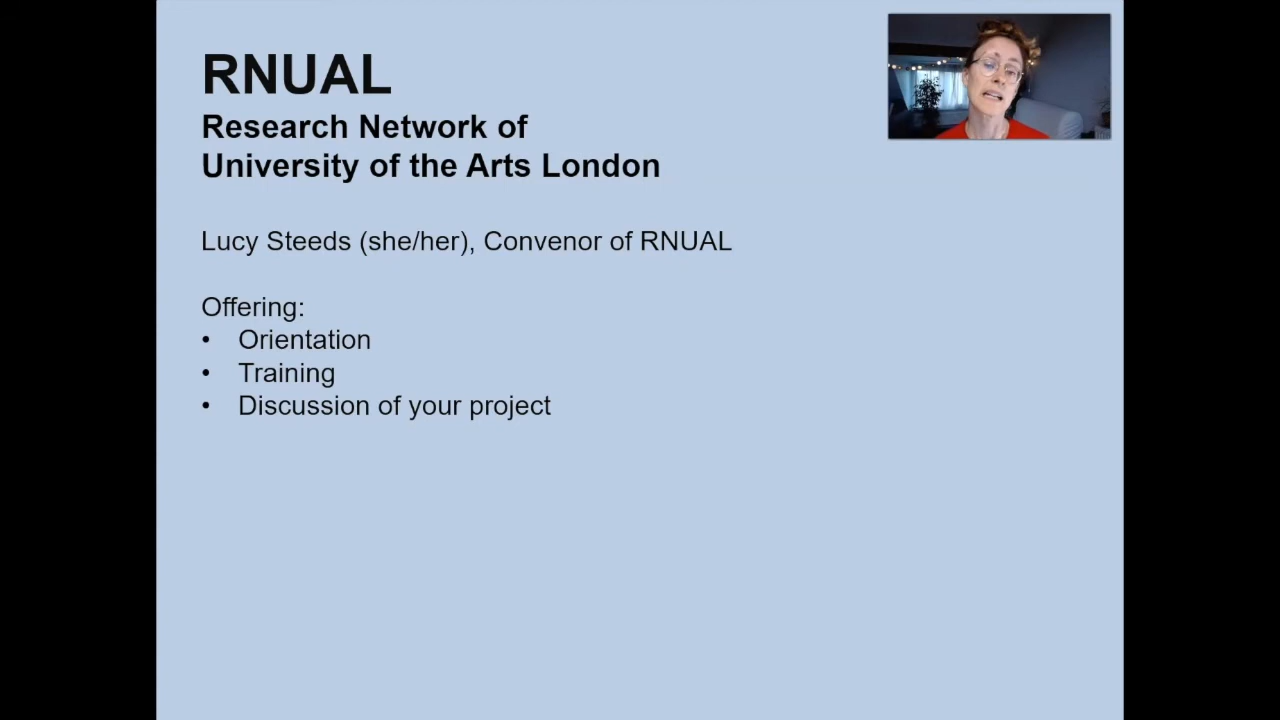 RNUAL
Research Network of
University of the Arts London
Lucy Steeds (she/her), Convenor of RNUAL
Offering:
• Orientation
• Training
• Discussion of your project